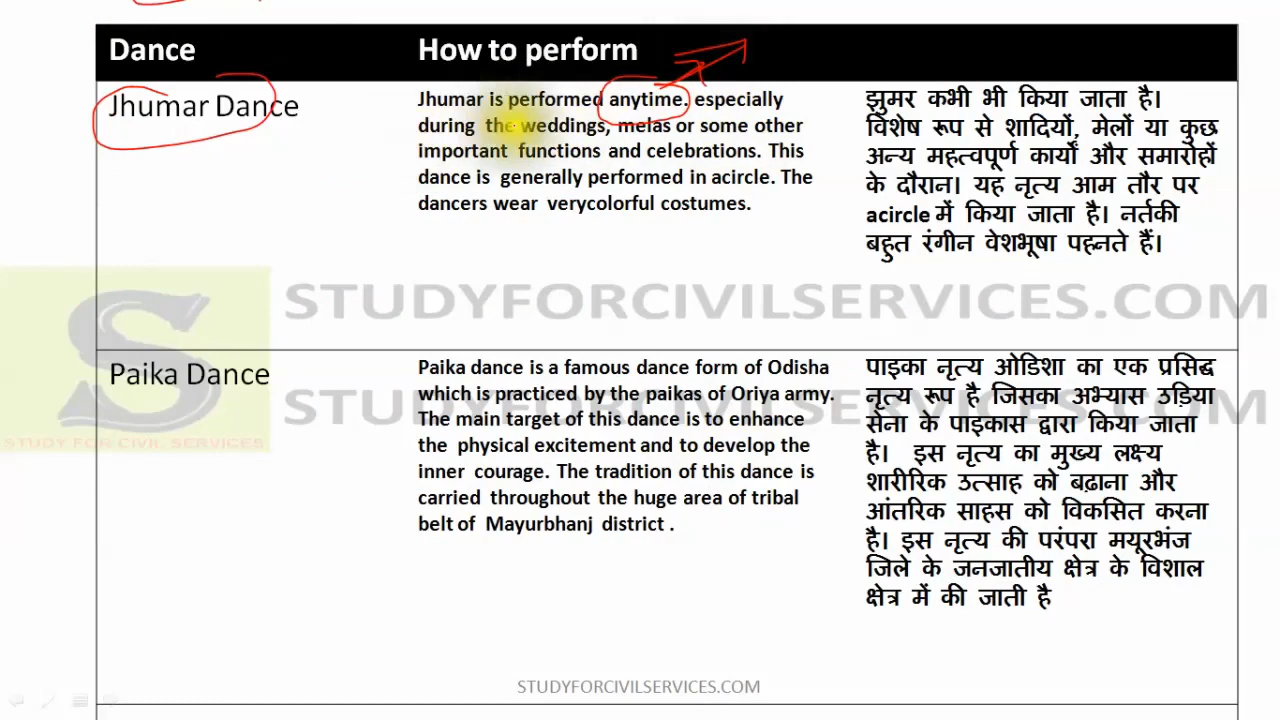 Dance How to perform
Jhumar Dance
Jhumar is performed anytime. especially
during the weddings, melas or some other
important functions and celebrations. This
dance is generally performed in acircle. The
dancers wear verycolorful costumes.
झुमर कभी भी किया जाता है।
विशेष रूप से शादियों, मेलों या कुछ
अन्य महत्वपूर्ण कार्यों और समारोहों
के दौरान। यह नृत्य आम तौर पर
acircle में किया जाता है। नर्तकी
बहुत रंगीन वेशभूषा पहनते हैं।
STUDYFORCIVILSERVICES.COM
Paika Dance
Paika dance is a famous dance form of Odisha
which is practiced by the paikas of Oriya army.
The main target of this dance is to enhance
the physical excitement and to develop the
inner courage. The tradition of this dance is
carried throughout the huge area of tribal
belt of Mayurbhanj district .
पाइका नृत्य ओडिशा का एक प्रसिद्ध
नृत्य रूप है जिसका अभ्यास उड़िया
सेना के पाइकास द्वारा किया जाता
है। इस नृत्य का मुख्य लक्ष्य
शारीरिक उत्साह को बढ़ाना और
आंतरिक साहस को विकसित करना
है। इस नृत्य की परंपरा मयूरभंज
जिले के जनजातीय क्षेत्र के विशाल
क्षेत्र में की जाती है
STUDYFORCIVILSERVICES.COM
STUDY FOR CIVIL SERVICES
STUDYFORCIVILSERVICES.COM